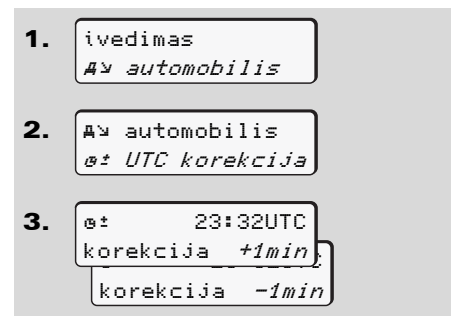 1. ivedimas
automobilis
2. automobilis
UTC korekcija
3. 23:32UTC
korekcija +1min
korekcija -1min